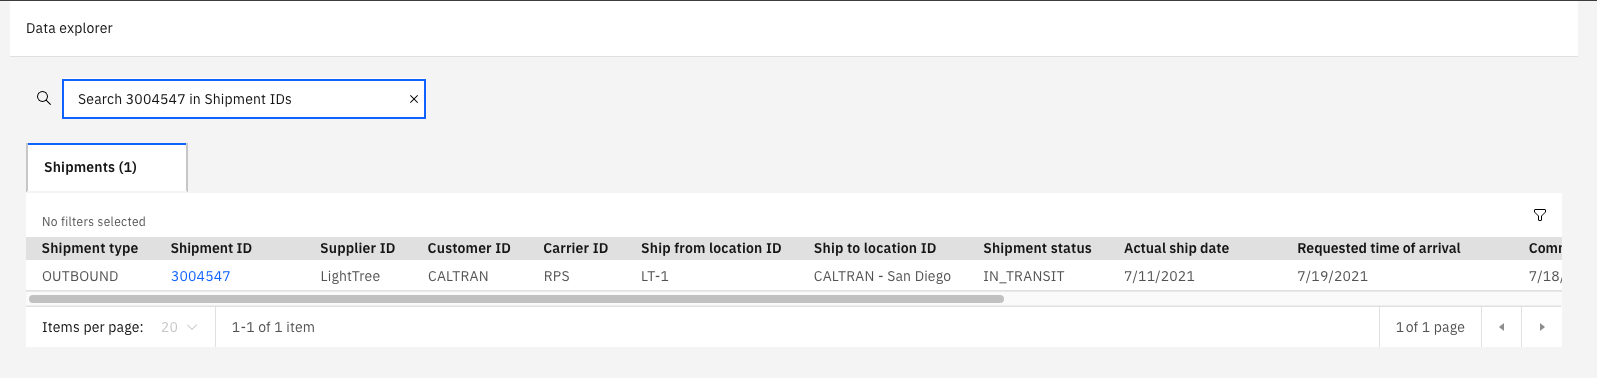 Data explorer
Search 3004547 in Shipment IDs
Shipments (1)
No filters selected
Shipment type Shipment ID Supplier ID Customer ID Carrier ID Ship from location ID Ship to location ID Shipment status Actual ship date Requested time of arrival Comr
OUTBOUND 3004547 LightTree CALTRAN RPS LT-1 CALTRAN - San Diego IN_TRANSIT 7/11/2021 7/19/2021 7/18/
Items per page: 20 1-1 of 1 item 1 of 1 page